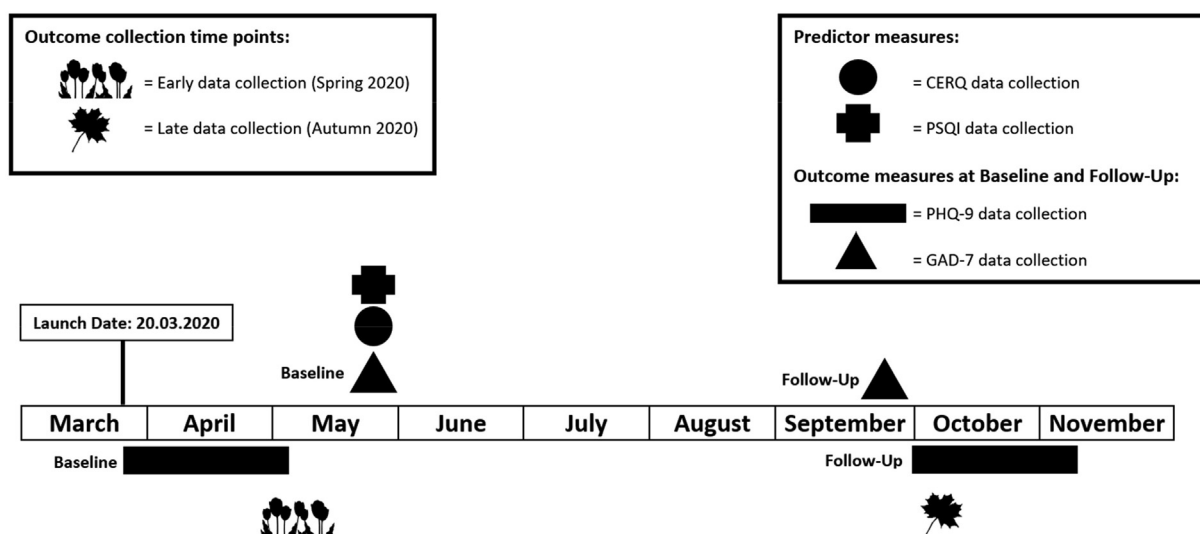 Outcome collection time points:
= Early data collection (Spring 2020)
= Late data collection (Autumn 2020)
Predictor measures:
= CERQ data collection
= PSQI data collection
Outcome measures at Baseline and Follow-Up:
= PHQ-9 data collection
= GAD-7 data collection
Launch Date: 20.03.2020
Baseline
Follow-Up
March April May June July August September October November
Baseline
Follow-Up